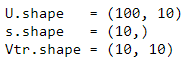 U.shape   = (100, 10)
s.shape   = (10,)
Vtr.shape = (10, 10)